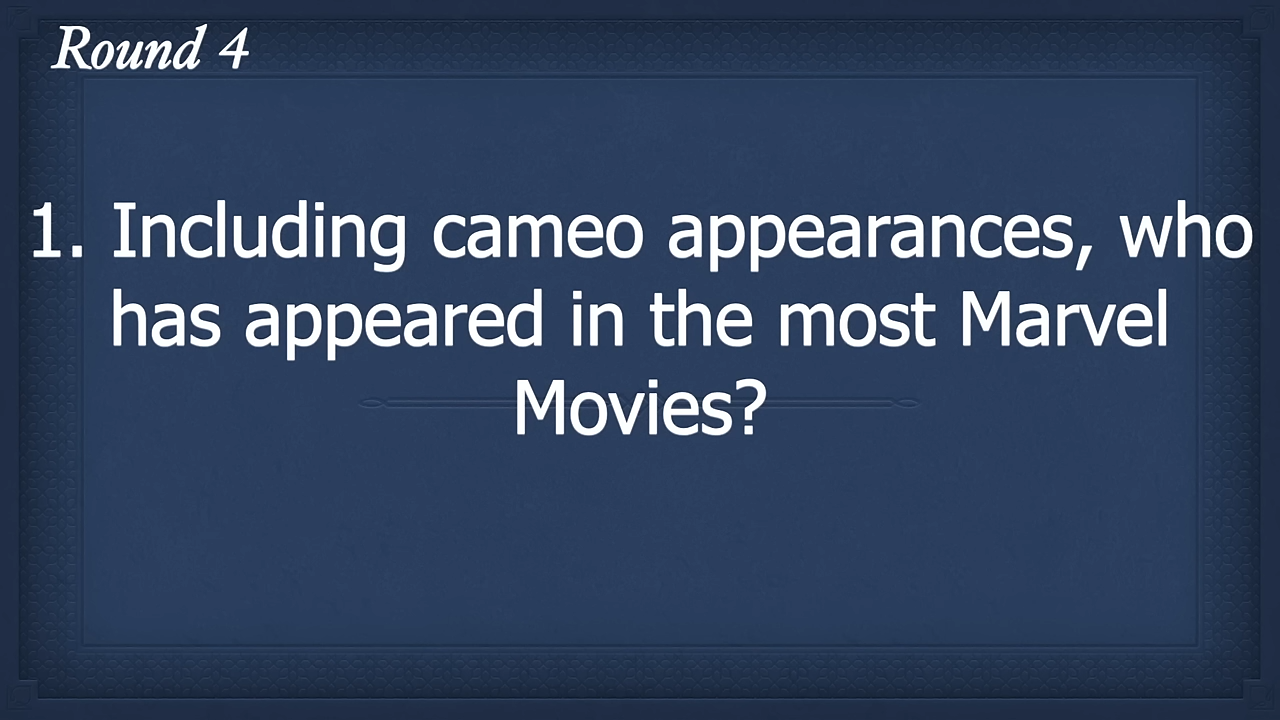 Round 4
1. Including cameo appearances, who
has appeared in the most Marvel
Movies?